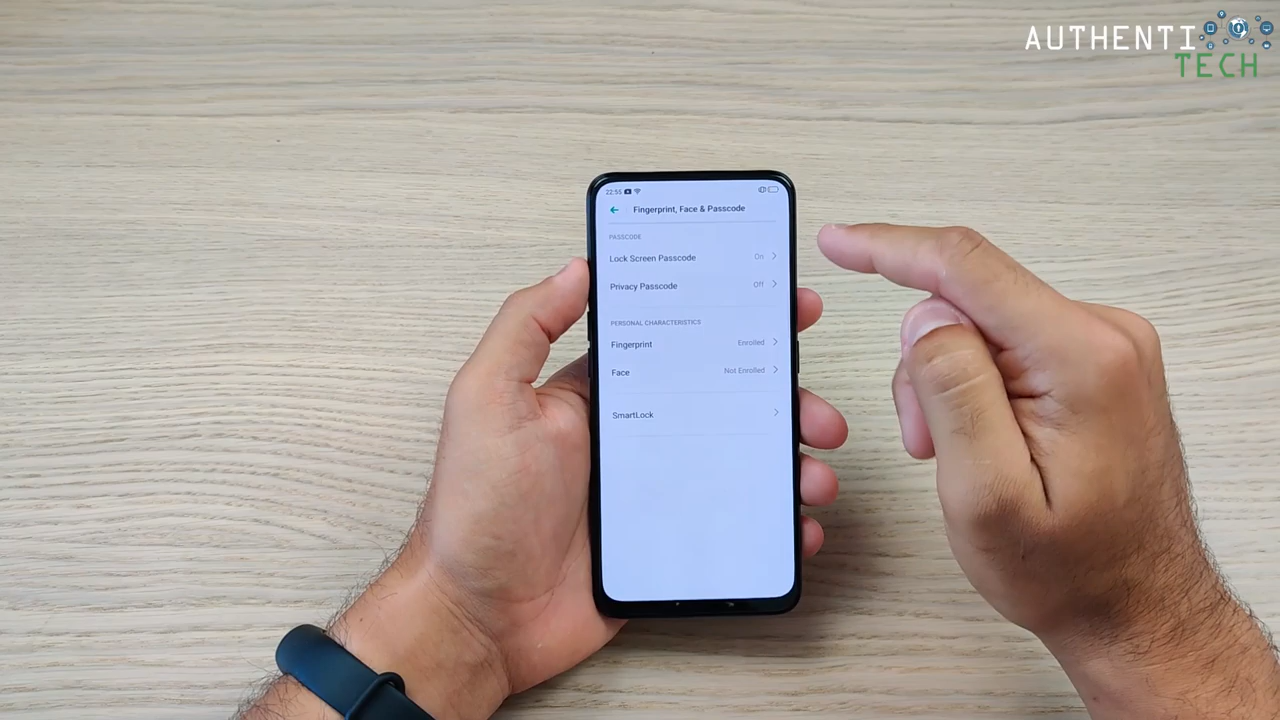 AUTHENTI
TECH
22:55
Fingerprint, Face & Passcode
PASSCODE
Lock Screen Passcode On
Privacy Passcode Off
PERSONAL CHARACTERISTICS
Fingerprint Enrolled
Face Not Enrolled
SmartLock